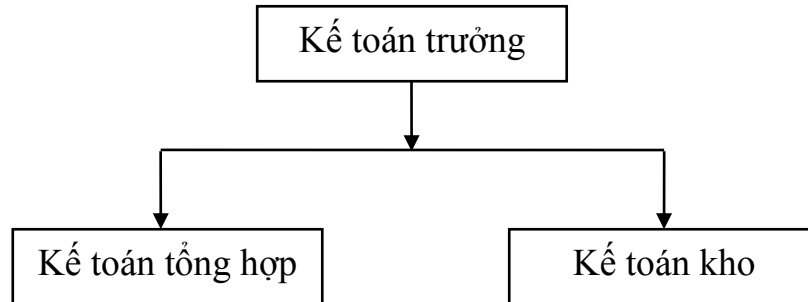 Kế toán trưởng
Kế toán tổng hợp
Kế toán kho